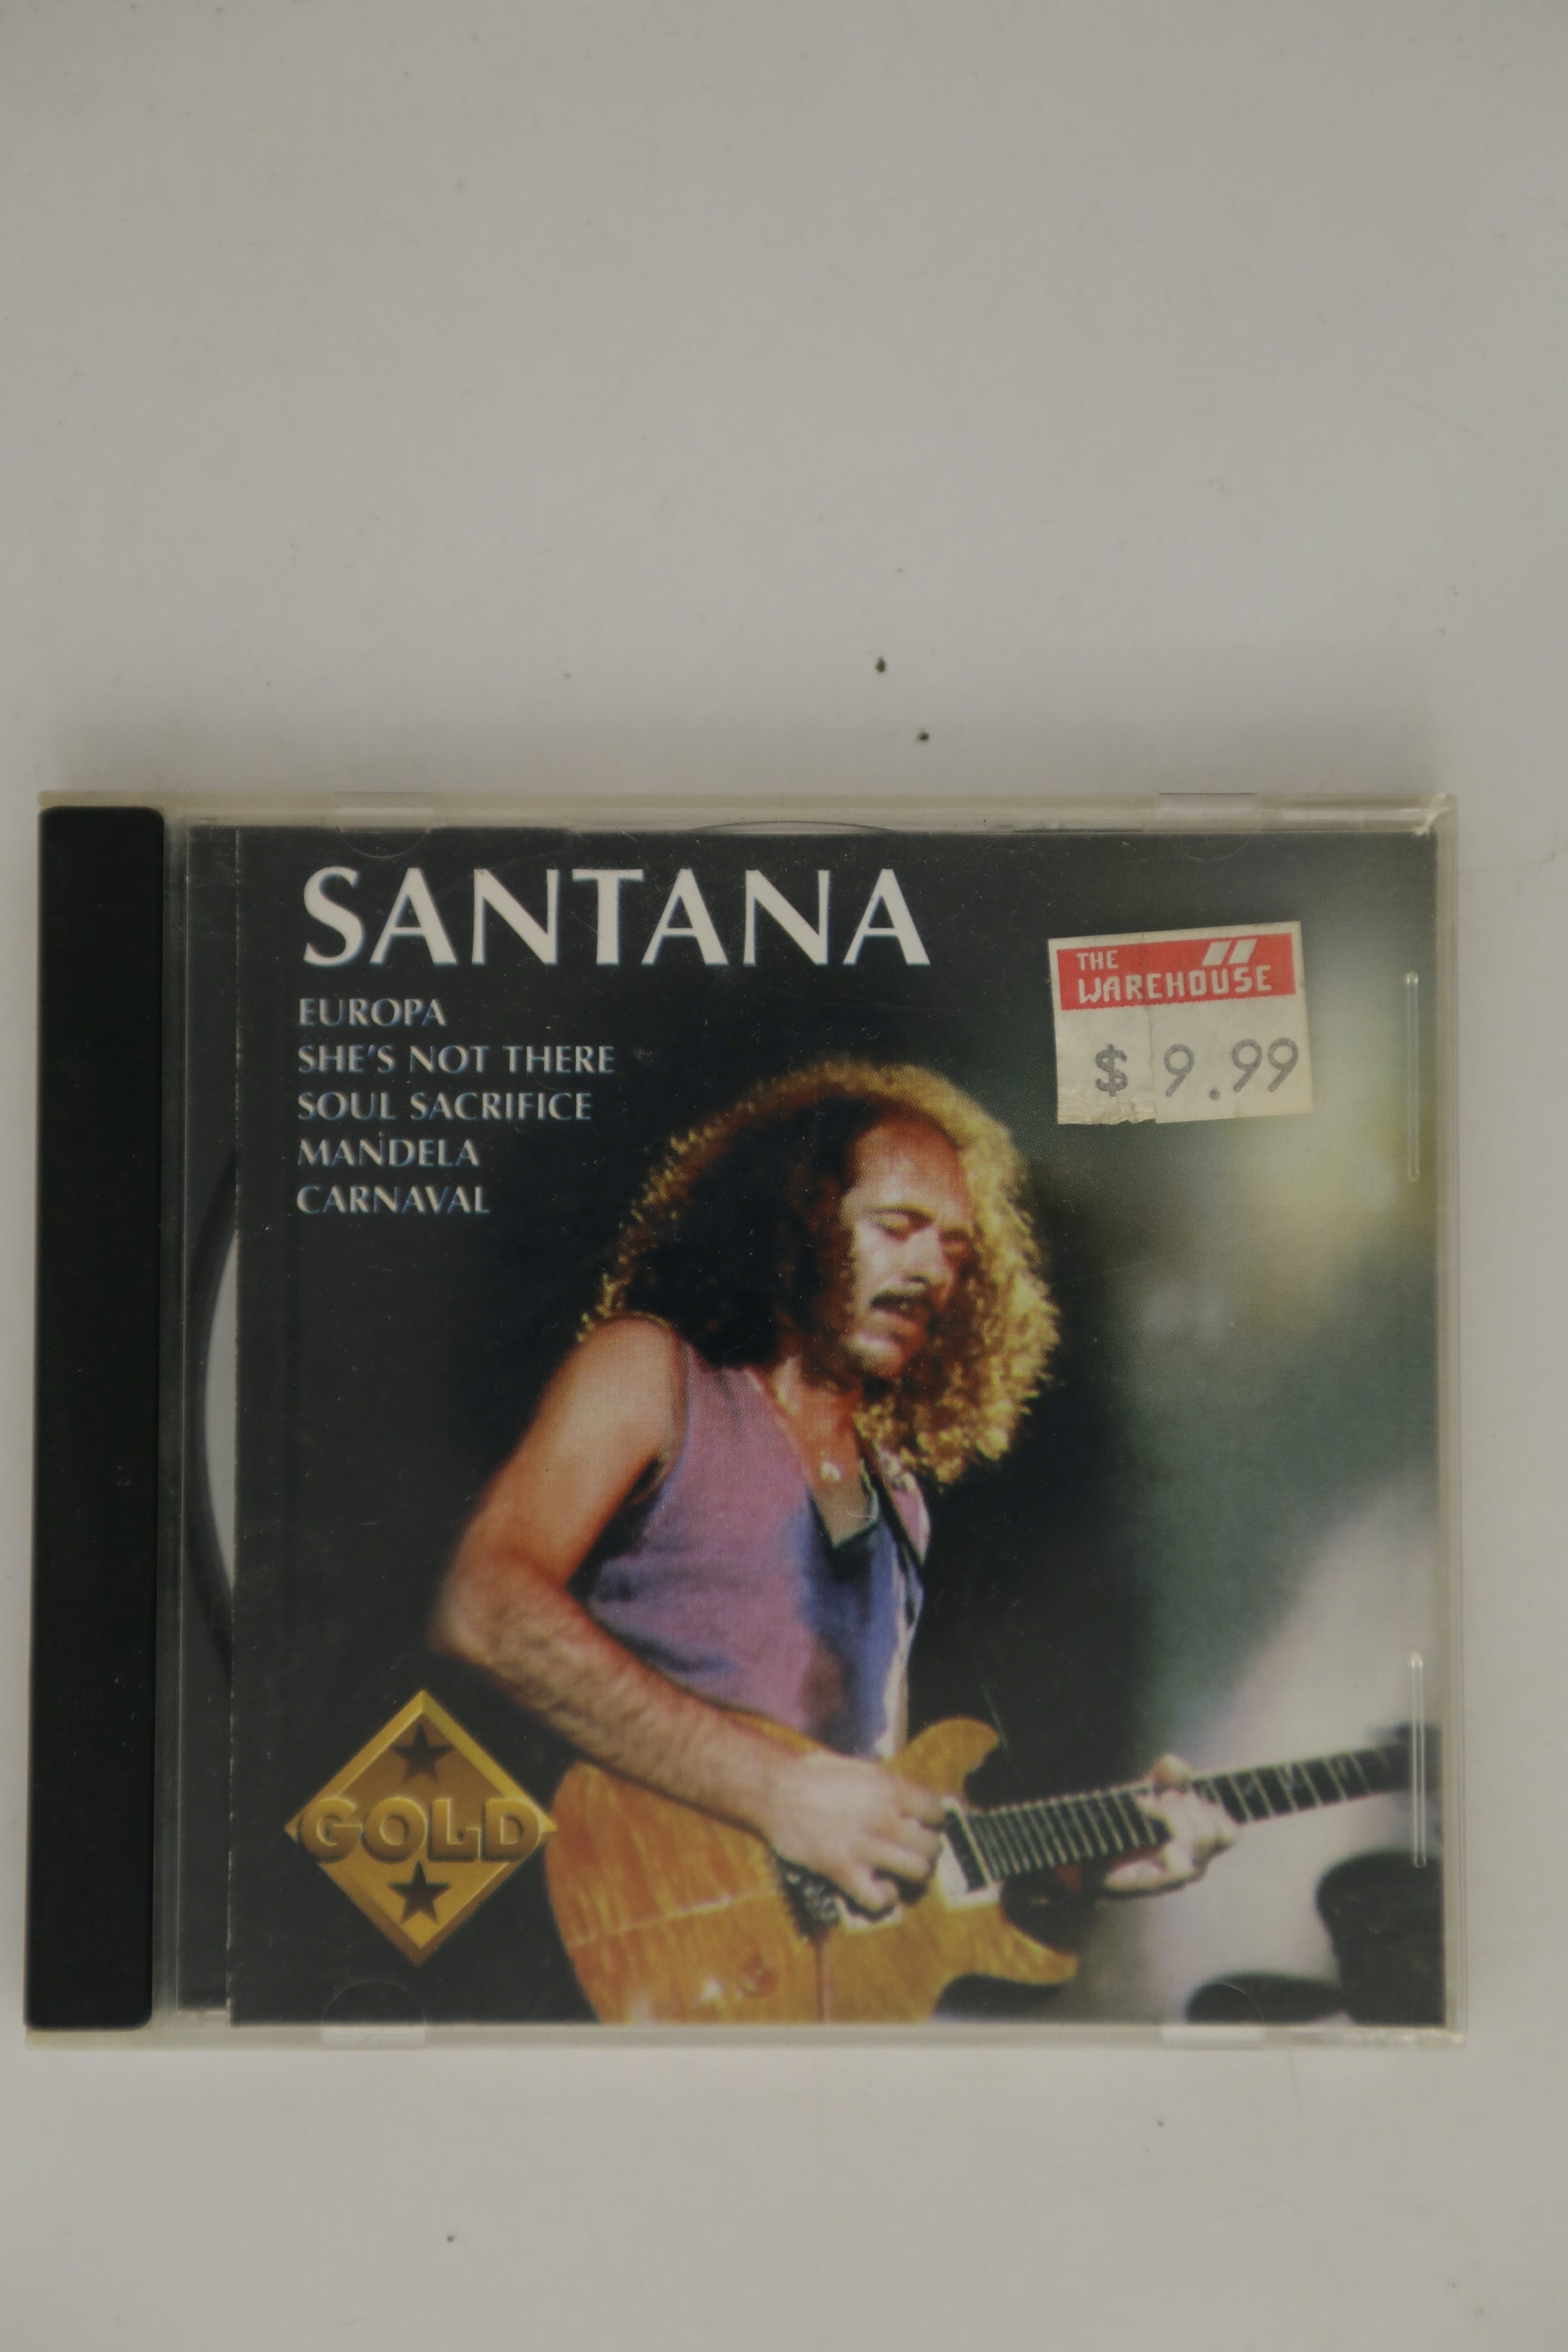 SANTANA
EUROPA
SHE'S NOT THERE
SOUL SACRIFICE
MANDELA
CARNAVAL
THE
WAREHOUSE
$ 9.99
GOLD